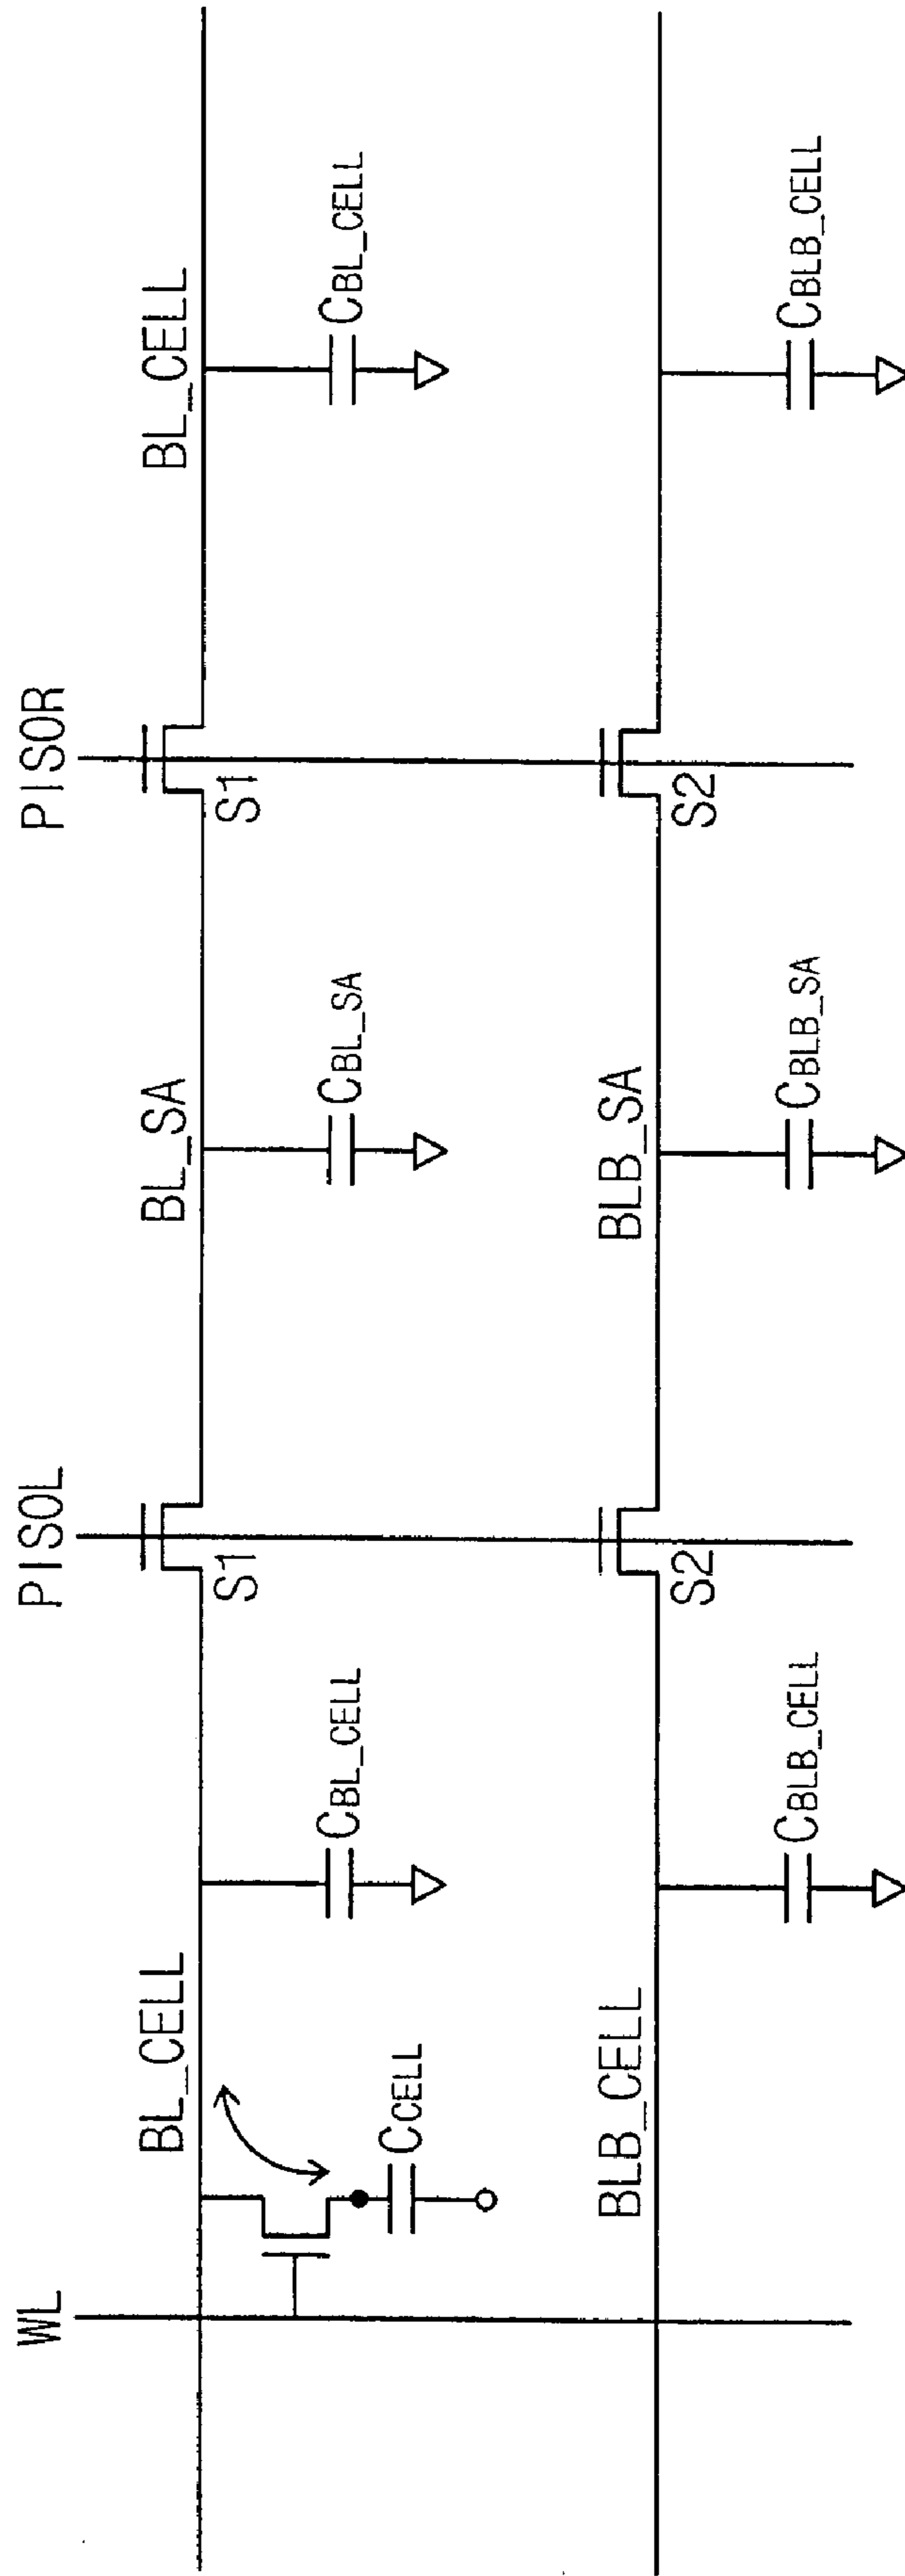 WL
PISOL
PISOR
BL_CELL
BL_SA
BL_CELL
S1
S1
CCELL
CBL_CELL
CBL_SA
CBL_CELL
BLB_CELL
BLB_SA
S2
S2
CBLB_CELL
CBLB_SA
CBLB_CELL